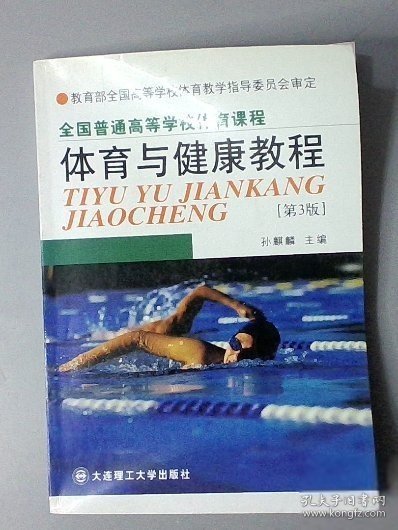 教育部全国高等学校体育教学指导委员会审定
全国普通高等学校体育课程
体育与健康教程
TIYU YU JIANKANG
JIAOCHENG
[第3版]
孙麒麟 主编
大连理工大学出版社
孔夫子旧书网
www.kongfz.com